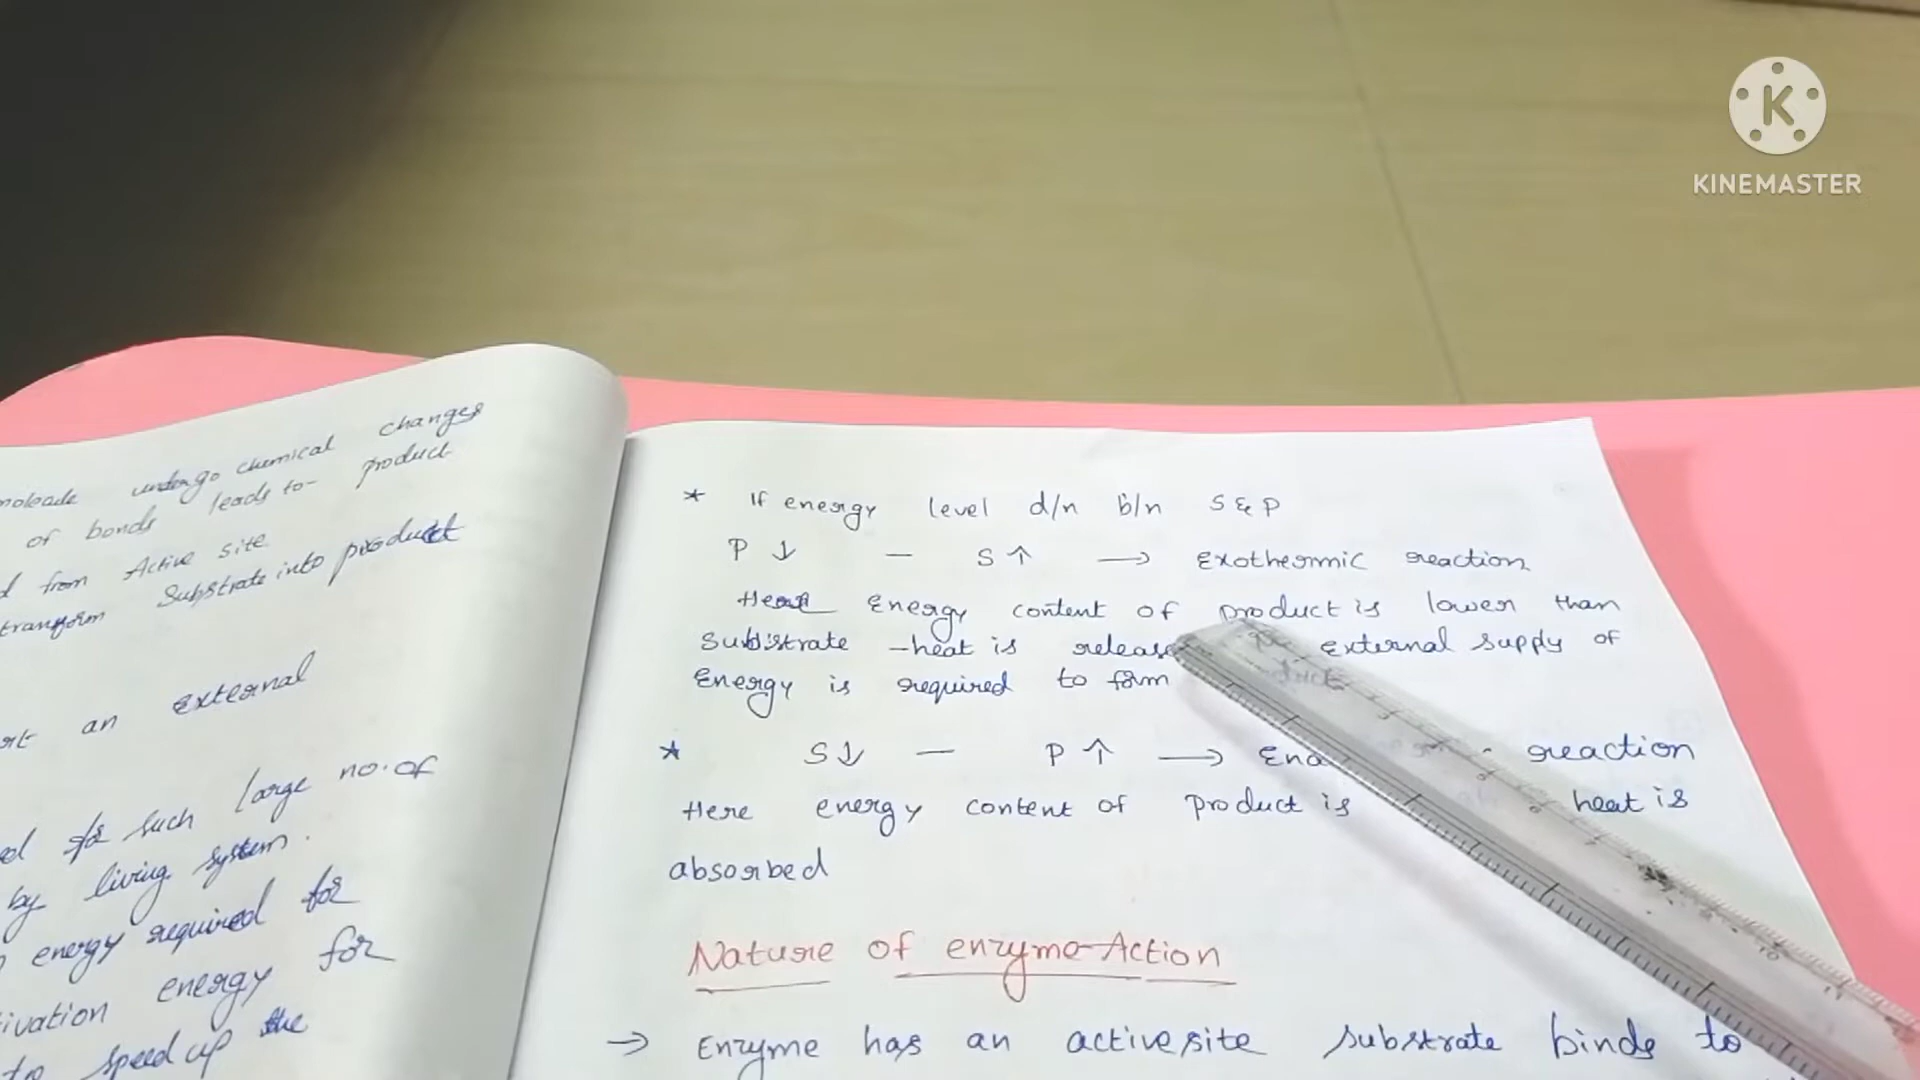 KINEMASTER
undergo chemical changes
of bonds leads to product
from Active site
transform Substrate into product
an external
for such large no. of
by living system.
energy required for
energy for
to speed up the
* If energy level d/n b/n S & P
P ↓ — S ↑ → Exothermic reaction
Here Energy content of product is lower than
Substrate - heat is external supply of
Energy is required to form
* S ↓ — P ↑ → reaction
Here energy content of product is heat is
absorbed
Nature of enzyme Action
→ Enzyme has an active site substrate binds to